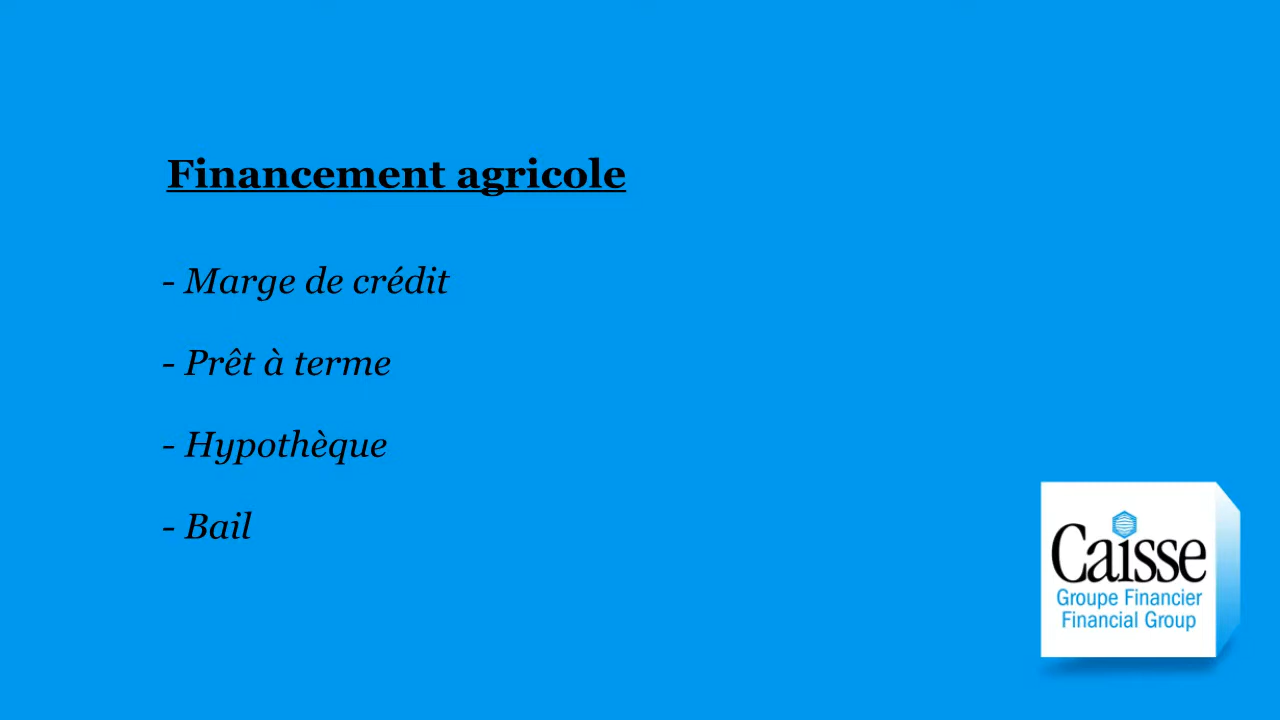 Financement agricole
- Marge de crédit
- Prêt à terme
- Hypothèque
- Bail
Caisse
Groupe Financier
Financial Group